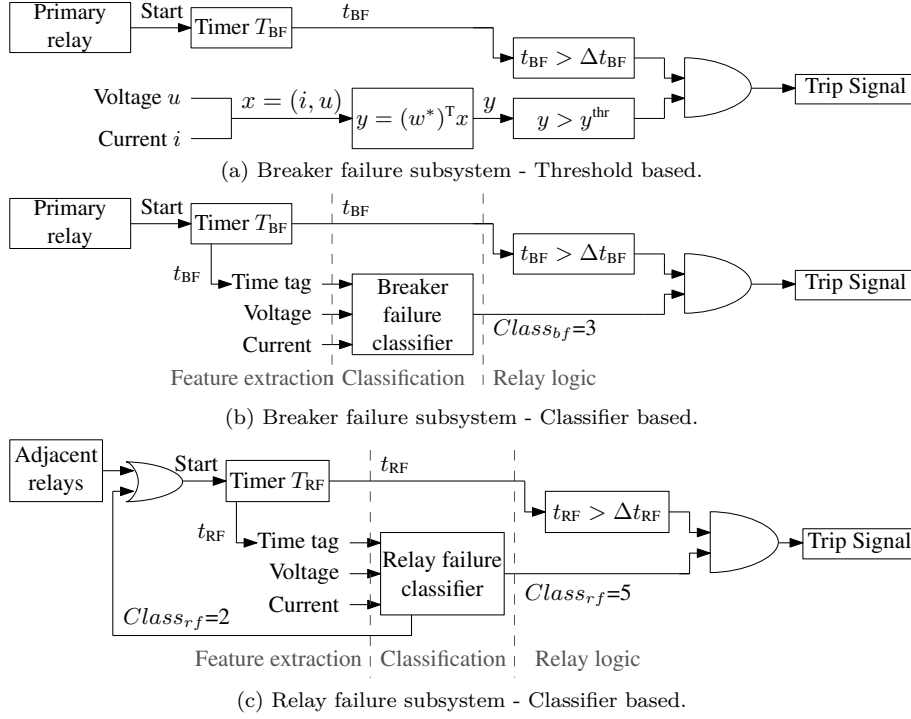 Primary relay
Start
Timer T_BF
t_BF
t_BF > Δt_BF
Trip Signal
Voltage u
Current i
x = (i, u)
y = (w*)^T x
y
y > y^thr
(a) Breaker failure subsystem - Threshold based.
Primary relay
Start
Timer T_BF
t_BF
t_BF > Δt_BF
Trip Signal
t_BF
Time tag
Voltage
Current
Breaker failure classifier
Class_bf=3
Feature extraction
Classification
Relay logic
(b) Breaker failure subsystem - Classifier based.
Adjacent relays
Start
Timer T_RF
t_RF
t_RF > Δt_RF
Trip Signal
t_RF
Time tag
Voltage
Current
Relay failure classifier
Class_rf=5
Class_rf=2
Feature extraction
Classification
Relay logic
(c) Relay failure subsystem - Classifier based.